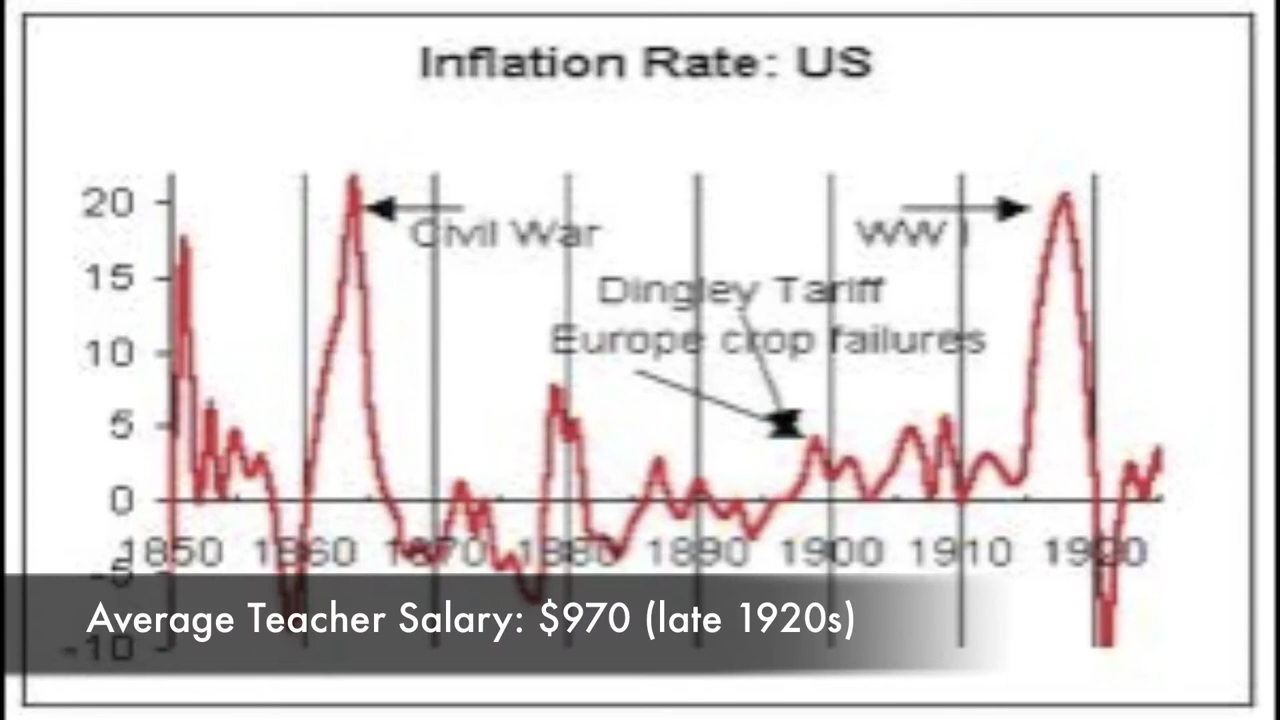 Inflation Rate: US
20
Civil War
WW I
15
Dingley Tariff
10
Europe crop failures
5
0
1850 1860 1870 1880 1890 1900 1910 1920
-5
Average Teacher Salary: $970 (late 1920s)
-10